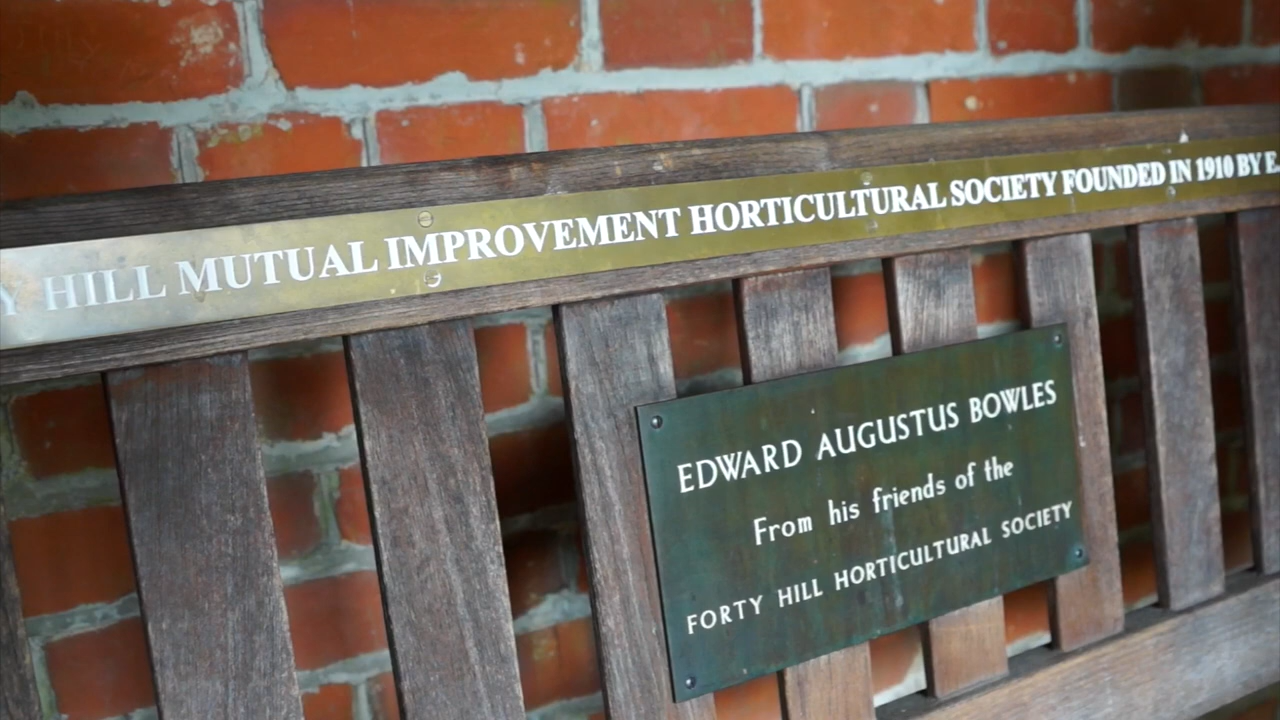 Y HILL MUTUAL IMPROVEMENT HORTICULTURAL SOCIETY FOUNDED IN 1910 BY E.
EDWARD AUGUSTUS BOWLES
From his friends of the
FORTY HILL HORTICULTURAL SOCIETY